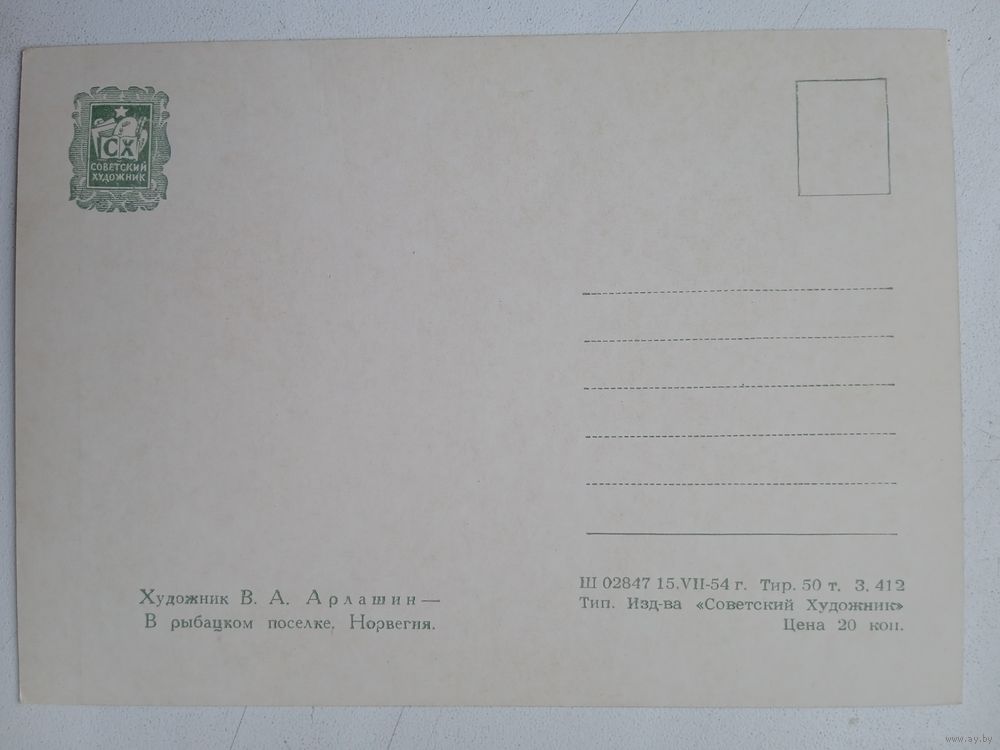 СХ
СОВЕТСКИЙ
ХУДОЖНИК
Художник В. А. Арлашин—
В рыбацком поселке. Норвегия.
Ш 02847 15.VII-54 г. Тир. 50 т. З. 412
Тип. Изд-ва «Советский Художник»
Цена 20 коп.
www.ay.by